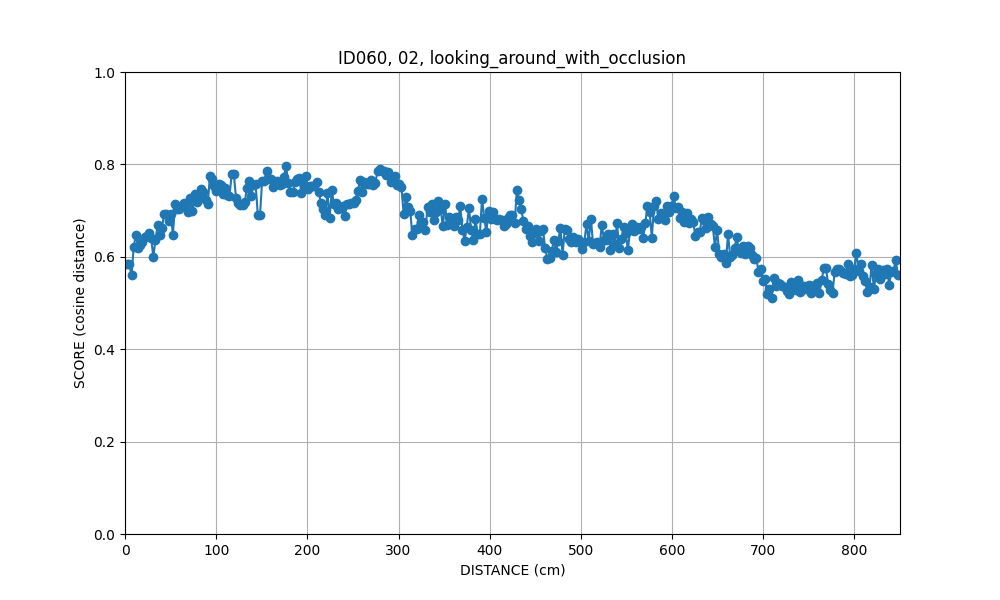 ID060, 02, looking_around_with_occlusion
SCORE (cosine distance)
1.0
0.8
0.6
0.4
0.2
0.0
0 100 200 300 400 500 600 700 800
DISTANCE (cm)